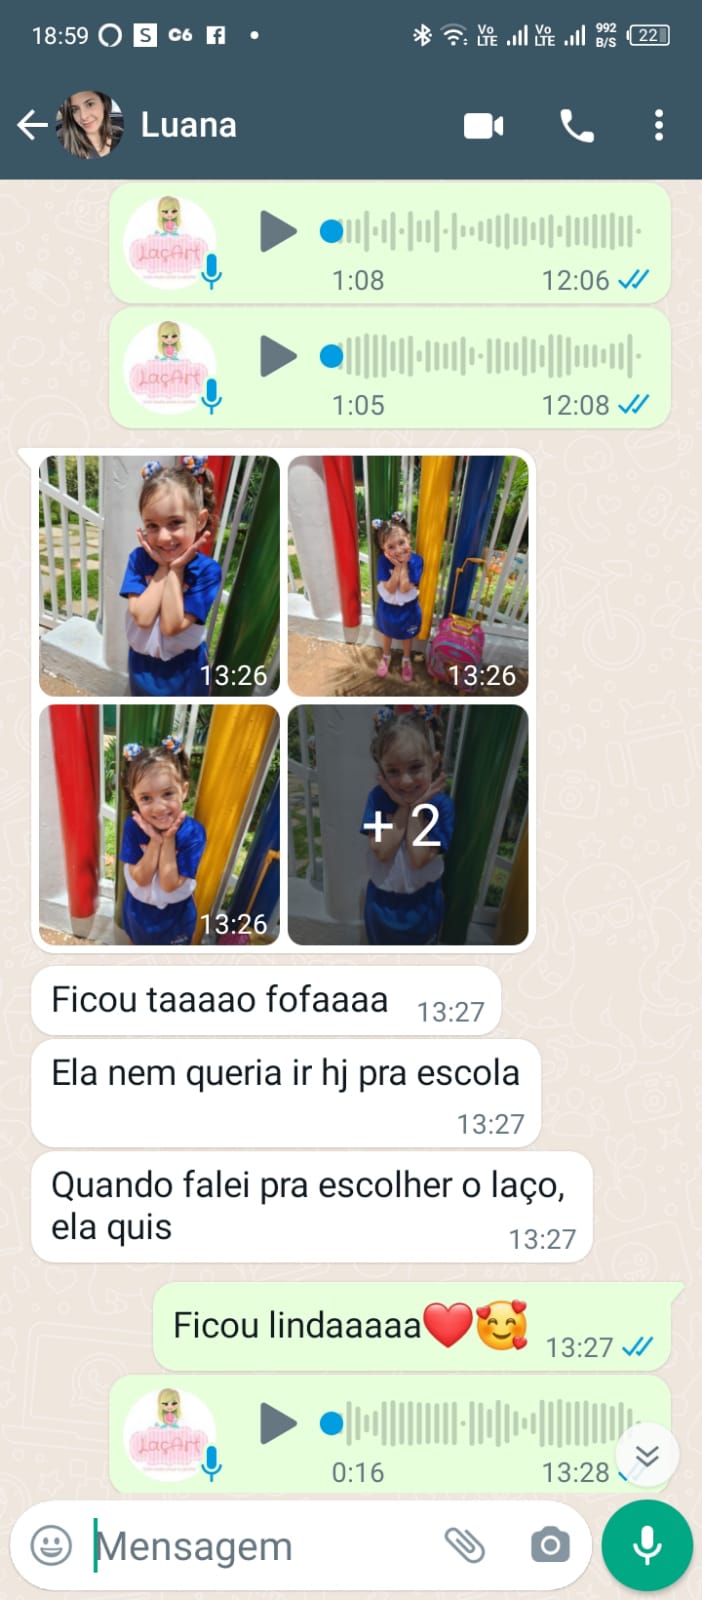 18:59 S C6 f
Vo LTE Vo LTE 992 B/S 22
Luana
LaçArt
1:08 12:06
LaçArt
1:05 12:08
13:26 13:26
13:26 + 2
Ficou taaaao fofaaaa 13:27
Ela nem queria ir hj pra escola
13:27
Quando falei pra escolher o laço,
ela quis 13:27
Ficou lindaaaaa❤️🥰 13:27
LaçArt
0:16 13:28
Mensagem